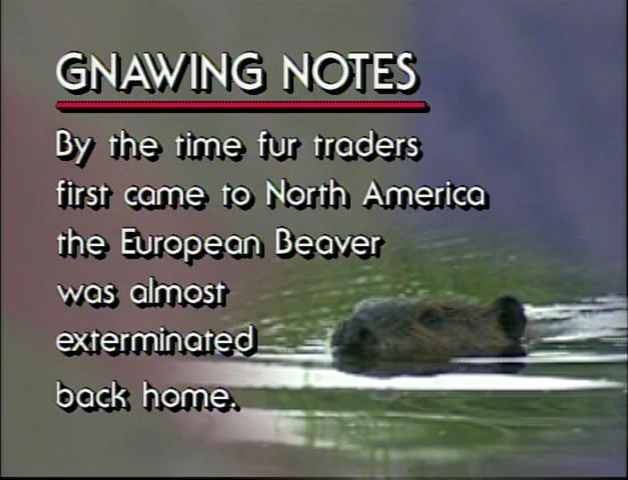 GNAWING NOTES
By the time fur traders
first came to North America
the European Beaver
was almost
exterminated
back home.